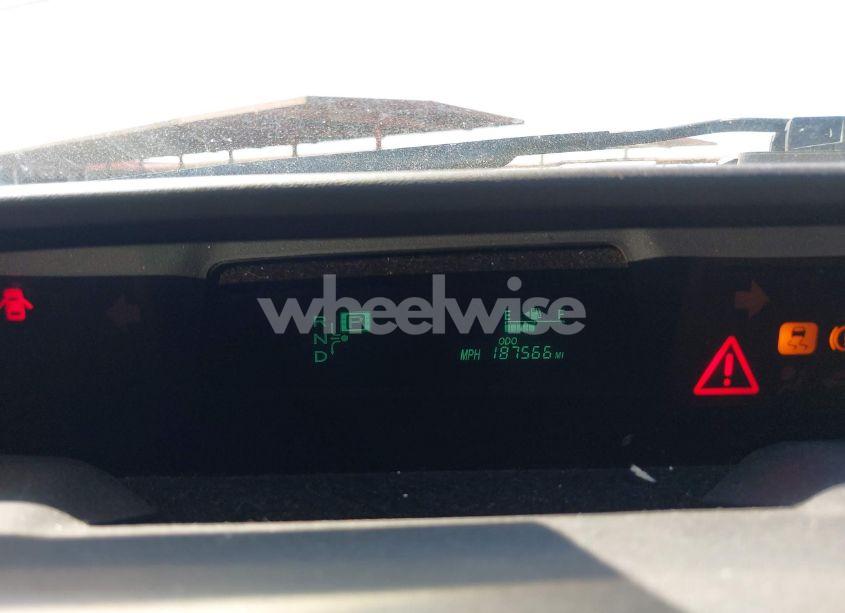 wheelwise
R P
N
D
E F
ODO
MPH 187566 MI